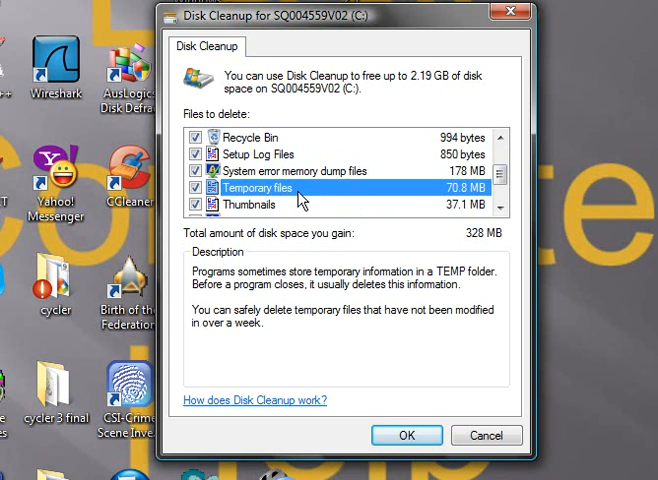 Disk Cleanup for SQ004559V02 (C:)
Disk Cleanup
You can use Disk Cleanup to free up to 2.19 GB of disk
space on SQ004559V02 (C:).
Files to delete:
Recycle Bin 994 bytes
Setup Log Files 850 bytes
System error memory dump files 178 MB
Temporary files 70.8 MB
Thumbnails 37.1 MB
Total amount of disk space you gain: 328 MB
Description
Programs sometimes store temporary information in a TEMP folder.
Before a program closes, it usually deletes this information.
You can safely delete temporary files that have not been modified
in over a week.
How does Disk Cleanup work?
OK Cancel
++
Wireshark
AusLogics
Disk Defra
Yahoo!
Messenger
CCleaner
cycler
Birth of the
Federation
cycler 3 final
CSI-Crime
Scene Inve
Help